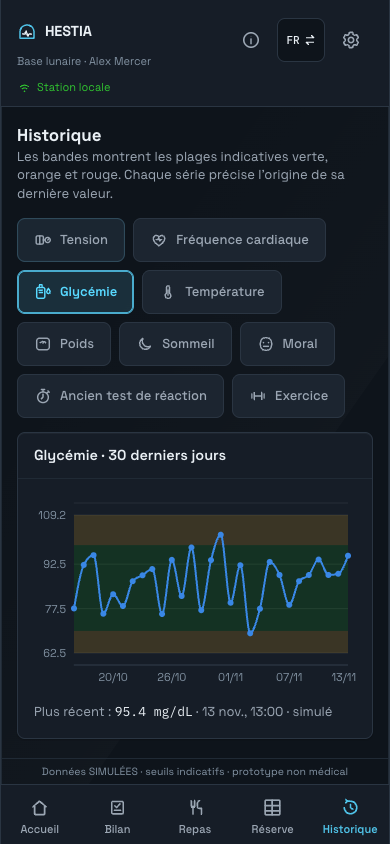 HESTIA
FR
Base lunaire · Alex Mercer
Station locale
Historique
Les bandes montrent les plages indicatives verte,
orange et rouge. Chaque série précise l'origine de sa
dernière valeur.
Tension
Fréquence cardiaque
Glycémie
Température
Poids
Sommeil
Moral
Ancien test de réaction
Exercice
Glycémie · 30 derniers jours
109.2
92.5
77.5
62.5
20/10 26/10 01/11 07/11 13/11
Plus récent : 95.4 mg/dL · 13 nov., 13:00 · simulé
Données SIMULÉES · seuils indicatifs · prototype non médical
Accueil Bilan Repas Réserve Historique